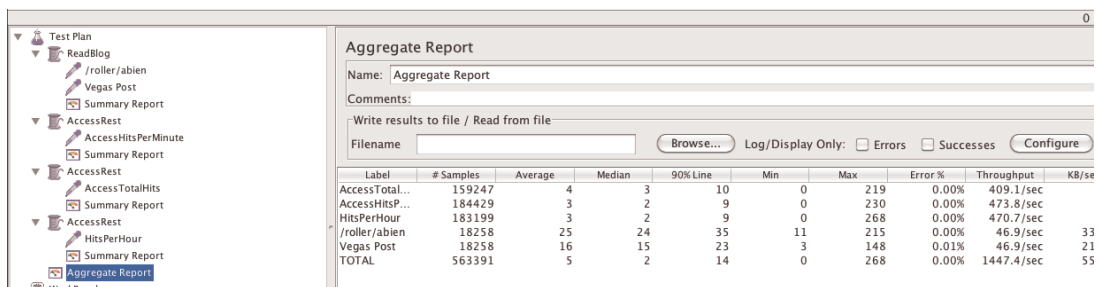 0
Test Plan
ReadBlog
/roller/abien
Vegas Post
Summary Report
AccessRest
AccessHitsPerMinute
Summary Report
AccessRest
AccessTotalHits
Summary Report
AccessRest
HitsPerHour
Summary Report
Aggregate Report
Aggregate Report
Name: Aggregate Report
Comments:
Write results to file / Read from file
Filename Browse... Log/Display Only: Errors Successes Configure
Label # Samples Average Median 90% Line Min Max Error % Throughput KB/se
AccessTotal... 159247 4 3 10 0 219 0.00% 409.1/sec
AccessHitsP... 184429 3 2 9 0 230 0.00% 473.8/sec
HitsPerHour 183199 3 2 9 0 268 0.00% 470.7/sec
/roller/abien 18258 25 24 35 11 215 0.00% 46.9/sec 33
Vegas Post 18258 16 15 23 3 148 0.01% 46.9/sec 21
TOTAL 563391 5 2 14 0 268 0.00% 1447.4/sec 55